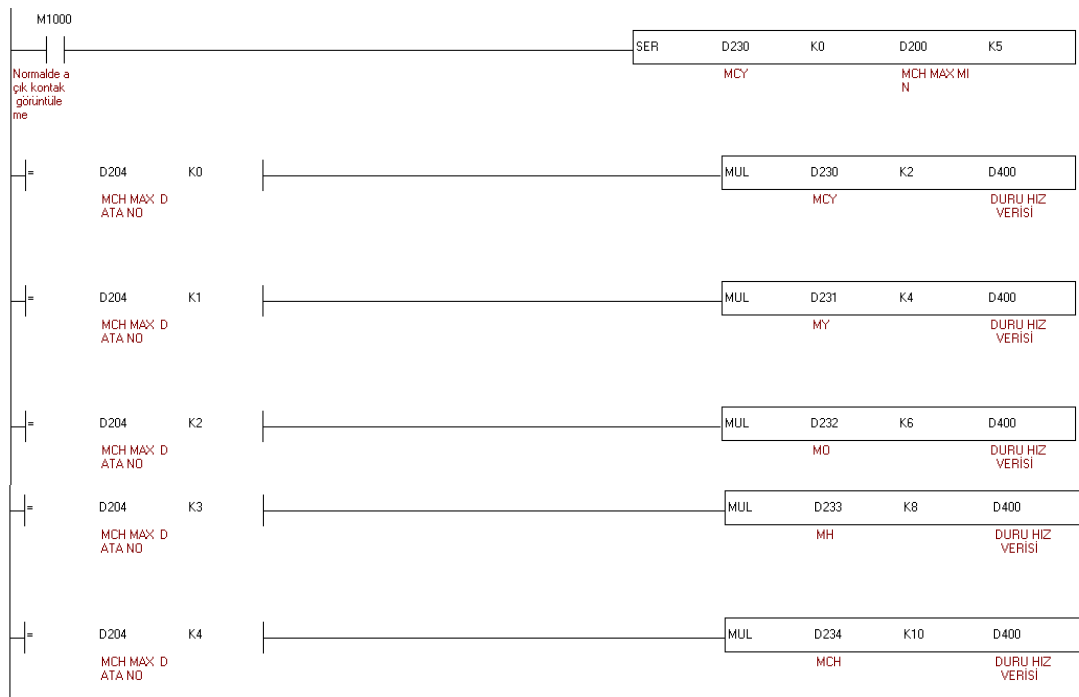 M1000
SER D230 K0 D200 K5
Normalde a
çık kontak
görüntüle
me
MCY MCH MAX MI
N
= D204 K0 MUL D230 K2 D400
MCH MAX D
ATA NO
MCY DURU HIZ
VERİSİ
= D204 K1 MUL D231 K4 D400
MCH MAX D
ATA NO
MY DURU HIZ
VERİSİ
= D204 K2 MUL D232 K6 D400
MCH MAX D
ATA NO
MO DURU HIZ
VERİSİ
= D204 K3 MUL D233 K8 D400
MCH MAX D
ATA NO
MH DURU HIZ
VERİSİ
= D204 K4 MUL D234 K10 D400
MCH MAX D
ATA NO
MCH DURU HIZ
VERİSİ